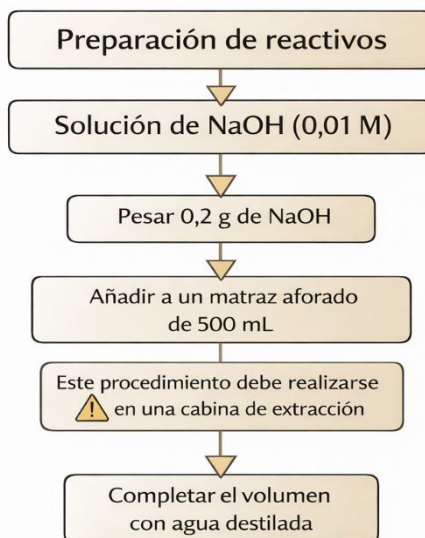 Preparación de reactivos
Solución de NaOH (0,01 M)
Pesar 0,2 g de NaOH
Añadir a un matraz aforado
de 500 mL
Este procedimiento debe realizarse
en una cabina de extracción
Completar el volumen
con agua destilada